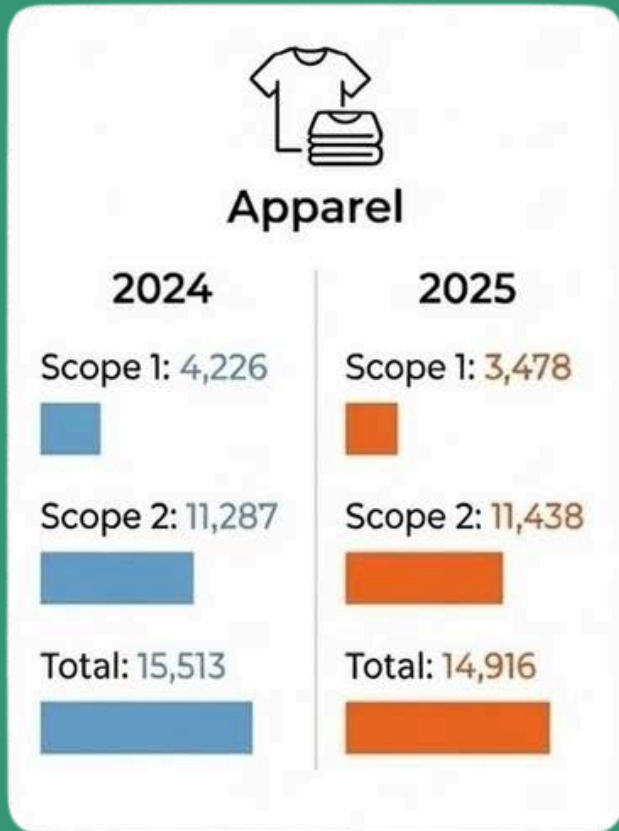 Apparel
2024
Scope 1: 4,226
Scope 2: 11,287
Total: 15,513
2025
Scope 1: 3,478
Scope 2: 11,438
Total: 14,916